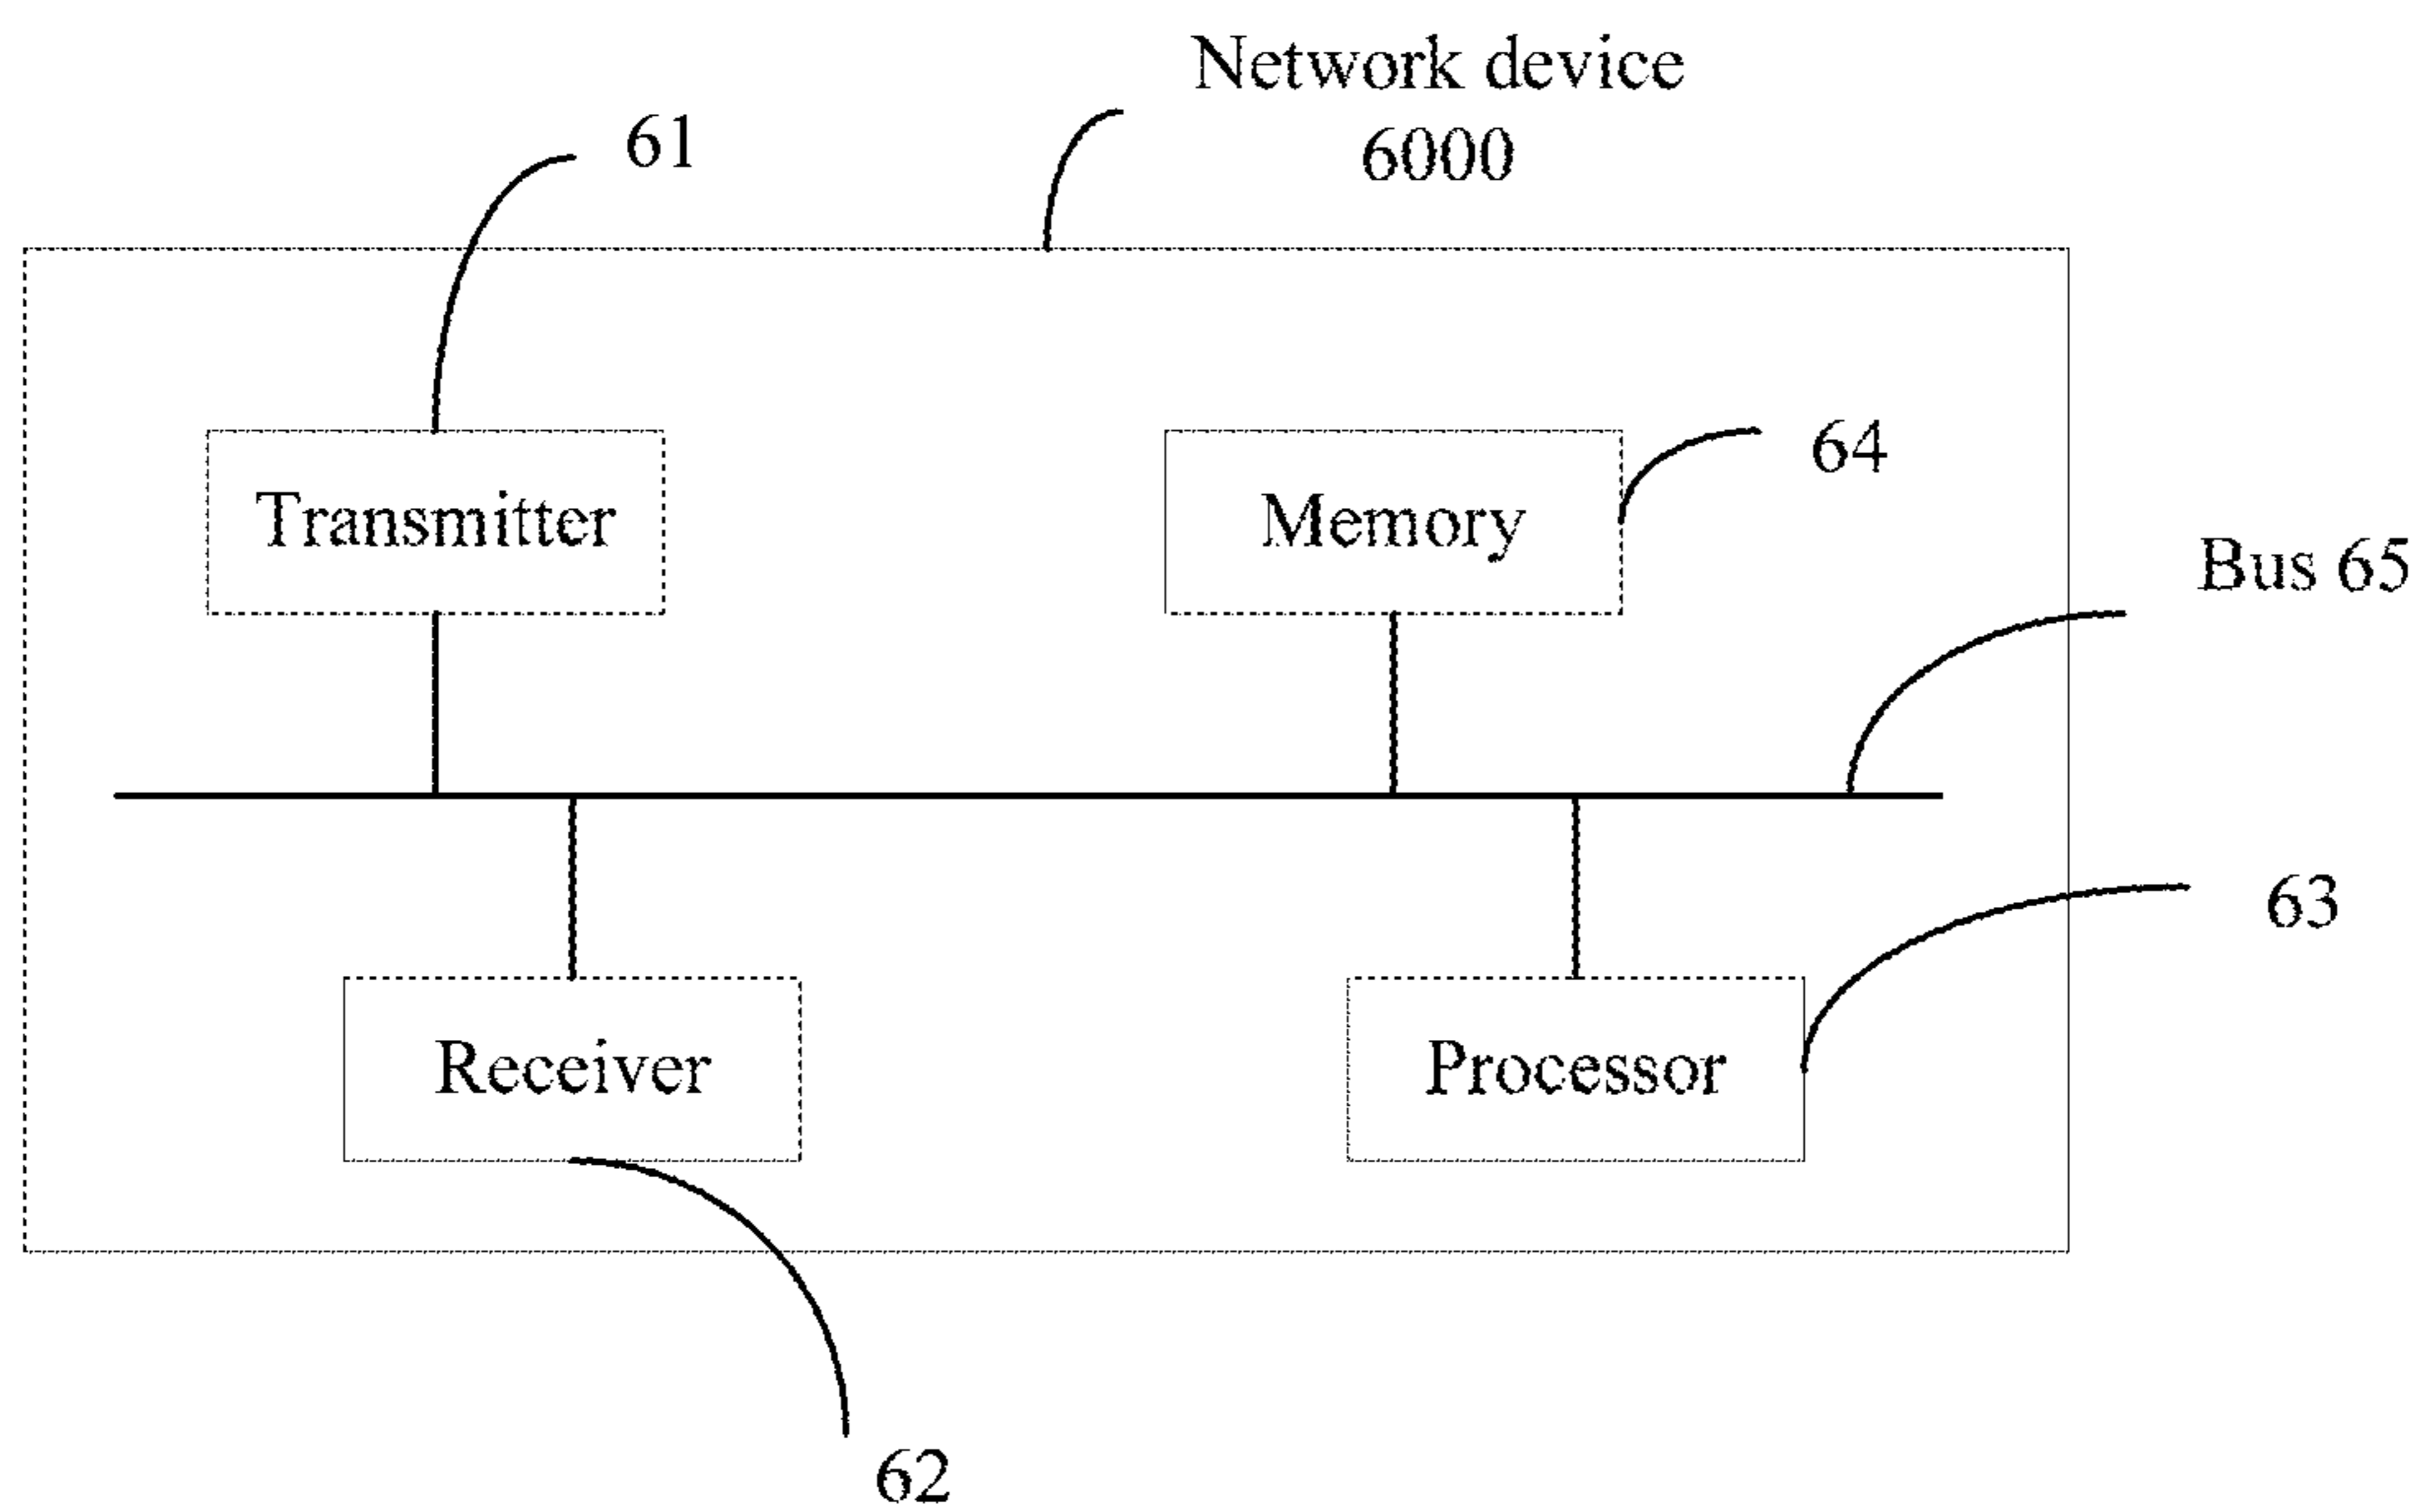 Network device
6000
61
Transmitter
Memory
64
Bus 65
63
Receiver
Processor
62